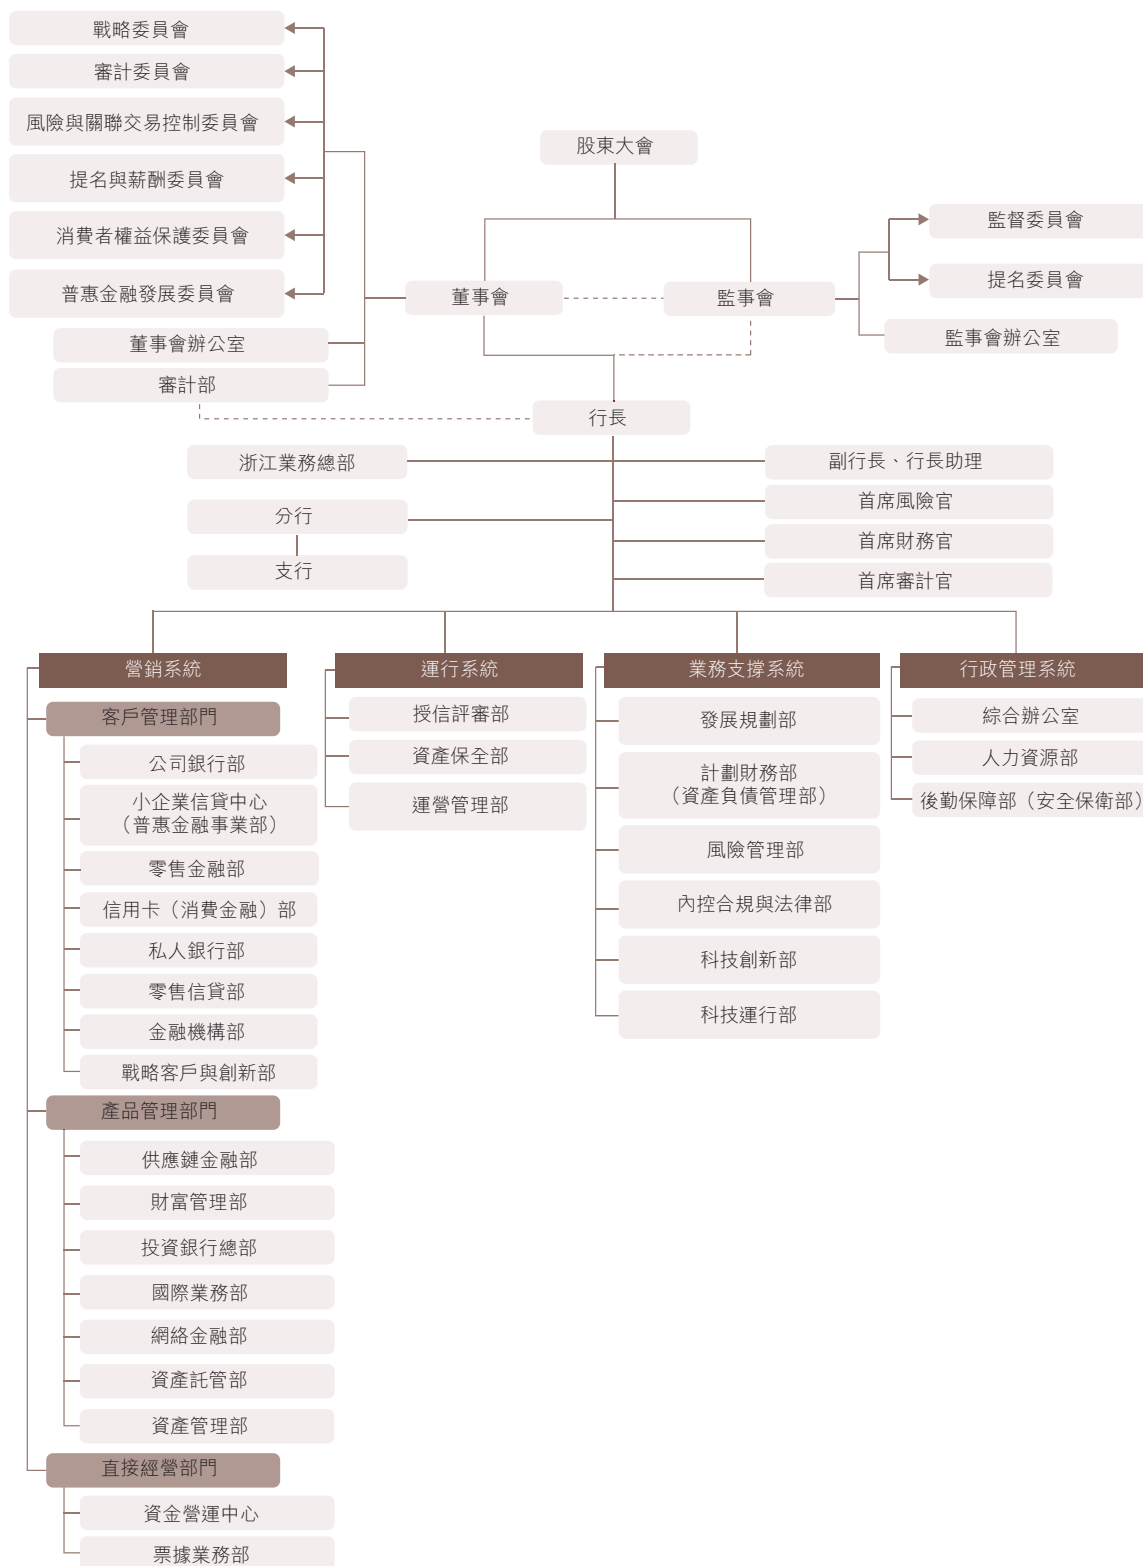 戰略委員會
審計委員會
風險與關聯交易控制委員會
提名與薪酬委員會
消費者權益保護委員會
普惠金融發展委員會
董事會辦公室
審計部
股東大會
董事會
監事會
監督委員會
提名委員會
監事會辦公室
行長
浙江業務總部
分行
支行
副行長、行長助理
首席風險官
首席財務官
首席審計官
營銷系統
客戶管理部門
公司銀行部
小企業信貸中心
（普惠金融事業部）
零售金融部
信用卡（消費金融）部
私人銀行部
零售信貸部
金融機構部
戰略客戶與創新部
產品管理部門
供應鏈金融部
財富管理部
投資銀行總部
國際業務部
網絡金融部
資產託管部
資產管理部
直接經營部門
資金營運中心
票據業務部
運行系統
授信評審部
資產保全部
運營管理部
業務支撐系統
發展規劃部
計劃財務部
（資產負債管理部）
風險管理部
內控合規與法律部
科技創新部
科技運行部
行政管理系統
綜合辦公室
人力資源部
後勤保障部（安全保衛部）